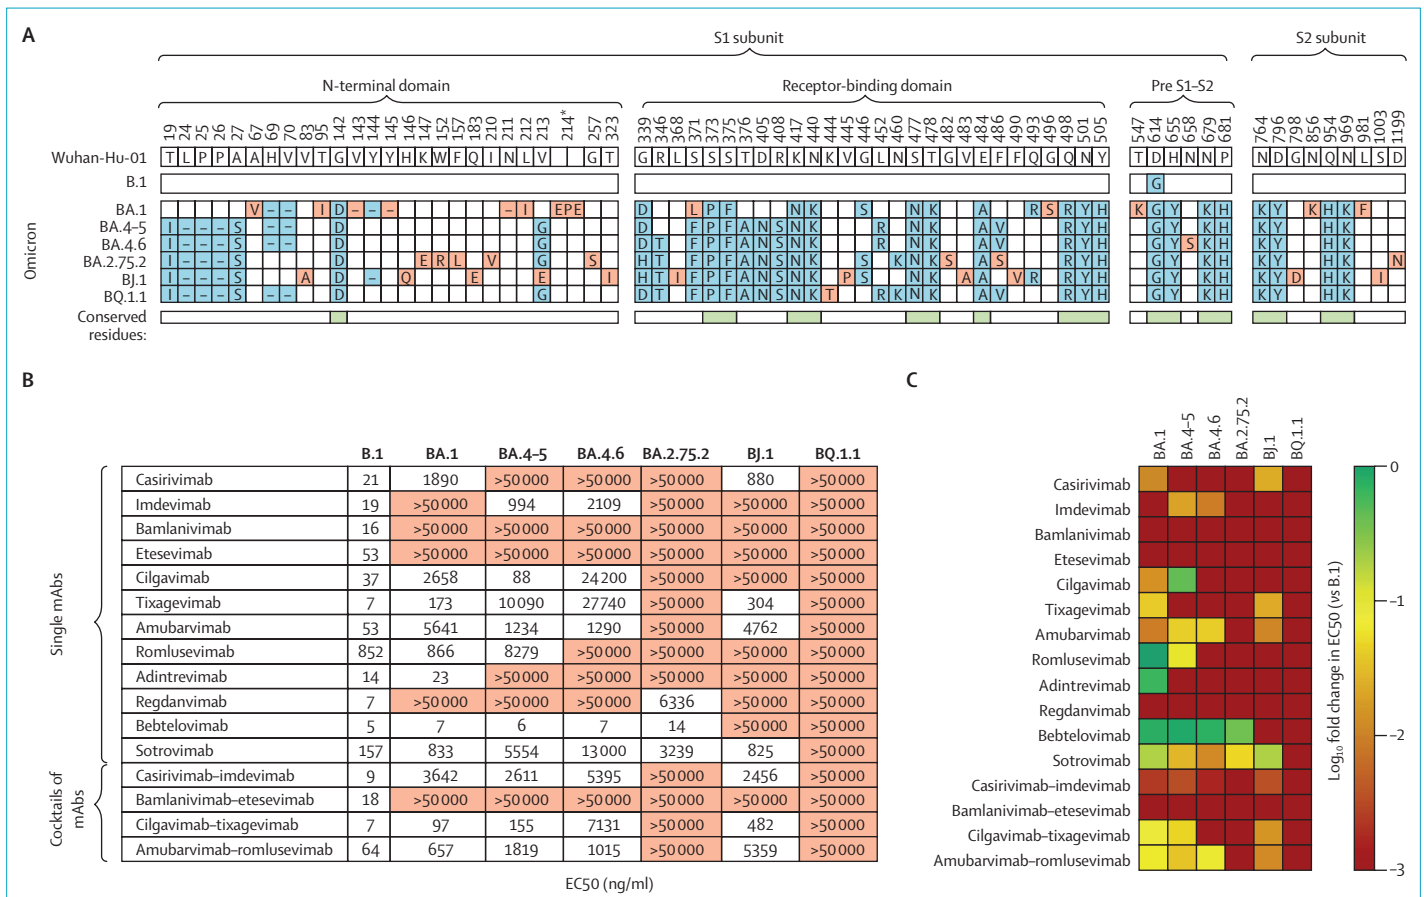 A
S1 subunit S2 subunit
N-terminal domain Receptor-binding domain Pre S1–S2
19 24 25 26 27 67 69 70 83 95 142 143 144 145 146 147 152 157 183 210 211 212 213 214* 257 323 339 346 368 371 373 375 376 405 408 417 440 444 445 446 452 460 477 478 482 483 484 486 490 493 496 498 501 505 547 614 655 658 679 681 764 796 798 856 954 969 981 1003 1199
Wuhan-Hu-01 T L P P A A H V V T G V Y Y H K W F Q I N L V G T G R L S S S T D R K N K V G L N S T G V E F F Q G Q N Y T D H N N P N D G N Q N L S D
B.1 G
Omicron
BA.1 V – – I D – – – – I EPE D L P F N K S N K A R S R Y H K G Y K H K Y K H K F
BA.4–5 I – – – S – – D G D F P F A N S N K R N K A V R Y H G Y K H K Y H K
BA.4.6 I – – – S – – D G D T F P F A N S N K R N K A V R Y H G Y S K H K Y H K
BA.2.75.2 I – – – S D E R L V G S H T F P F A N S N K S K N K S A S R Y H G Y K H K Y H K N
BJ.1 I – – – S A D – Q E E I H T I F P F A N S N K P S N K A A V R R Y H G Y K H K Y D H K I
BQ.1.1 I – – – S – – D G D T F P F A N S N K T R K N K A V R Y H G Y K H K Y H K
Conserved
residues:
B
B.1 BA.1 BA.4–5 BA.4.6 BA.2.75.2 BJ.1 BQ.1.1
Single mAbs
Casirivimab 21 1890 >50 000 >50 000 >50 000 880 >50 000
Imdevimab 19 >50 000 994 2109 >50 000 >50 000 >50 000
Bamlanivimab 16 >50 000 >50 000 >50 000 >50 000 >50 000 >50 000
Etesevimab 53 >50 000 >50 000 >50 000 >50 000 >50 000 >50 000
Cilgavimab 37 2658 88 24 200 >50 000 >50 000 >50 000
Tixagevimab 7 173 10 090 27 740 >50 000 304 >50 000
Amubarvimab 53 5641 1234 1290 >50 000 4762 >50 000
Romlusevimab 852 866 8279 >50 000 >50 000 >50 000 >50 000
Adintrevimab 14 23 >50 000 >50 000 >50 000 >50 000 >50 000
Regdanvimab 7 >50 000 >50 000 >50 000 6336 >50 000 >50 000
Bebtelovimab 5 7 6 7 14 >50 000 >50 000
Sotrovimab 157 833 5554 13 000 3239 825 >50 000
Cocktails of
mAbs
Casirivimab–imdevimab 9 3642 2611 5395 >50 000 2456 >50 000
Bamlanivimab–etesevimab 18 >50 000 >50 000 >50 000 >50 000 >50 000 >50 000
Cilgavimab–tixagevimab 7 97 155 7131 >50 000 482 >50 000
Amubarvimab–romlusevimab 64 657 1819 1015 >50 000 5359 >50 000
EC50 (ng/ml)
C
BA.1 BA.4–5 BA.4.6 BA.2.75.2 BJ.1 BQ.1.1
Casirivimab
Imdevimab
Bamlanivimab
Etesevimab
Cilgavimab
Tixagevimab
Amubarvimab
Romlusevimab
Adintrevimab
Regdanvimab
Bebtelovimab
Sotrovimab
Casirivimab–imdevimab
Bamlanivimab–etesevimab
Cilgavimab–tixagevimab
Amubarvimab–romlusevimab
0
–1
–2
–3
Log₁₀ fold change in EC50 (vs B.1)